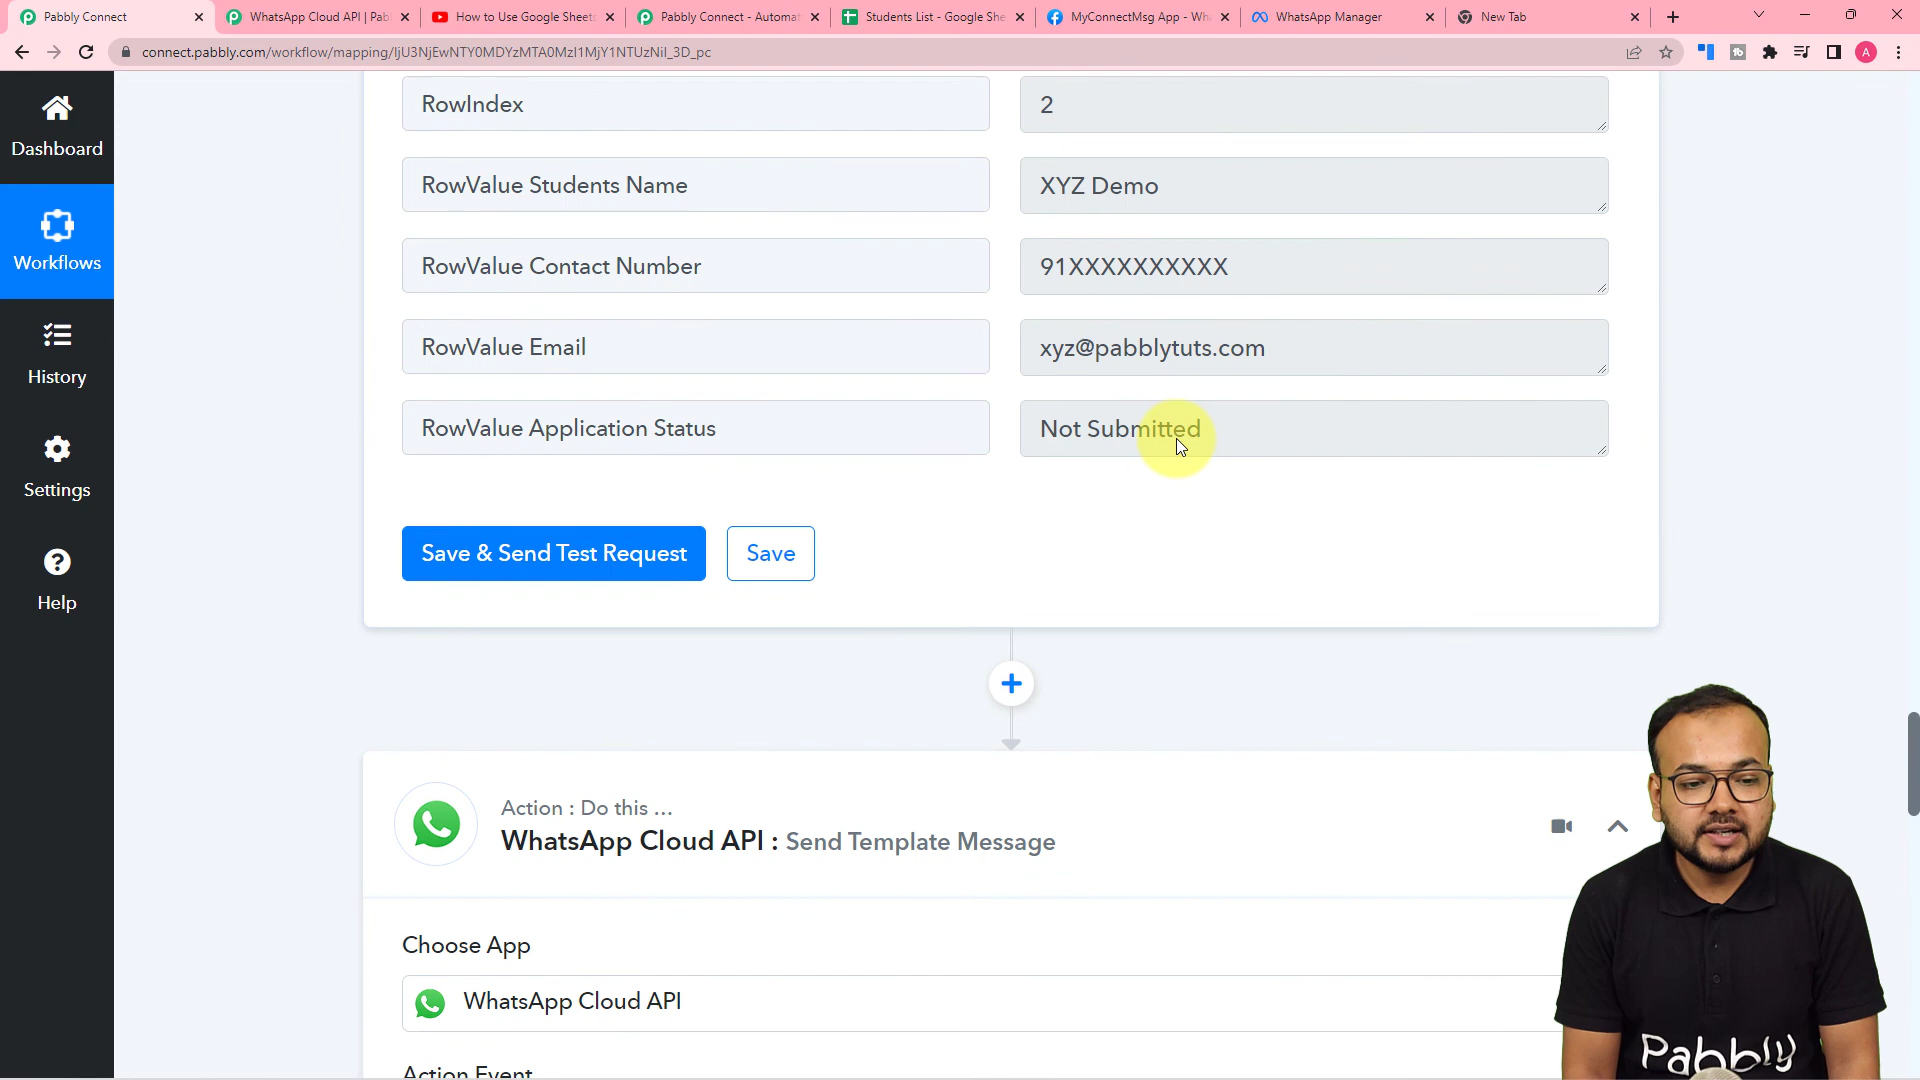 Pabbly Connect
WhatsApp Cloud API | Pab
How to Use Google Sheets
Pabbly Connect - Automat
Students List - Google She
MyConnectMsg App - Wh
WhatsApp Manager
New Tab
connect.pabbly.com/workflow/mapping/IjU3NjEwNTY0MDYzMTA0MzI1MjY1NTUzNiI_3D_pc
A
Dashboard
Workflows
History
Settings
Help
RowIndex
2
RowValue Students Name
XYZ Demo
RowValue Contact Number
91XXXXXXXXXX
RowValue Email
xyz@pabblytuts.com
RowValue Application Status
Not Submitted
Save & Send Test Request
Save
Action : Do this ...
WhatsApp Cloud API : Send Template Message
Choose App
WhatsApp Cloud API
Action Event
Pabbly